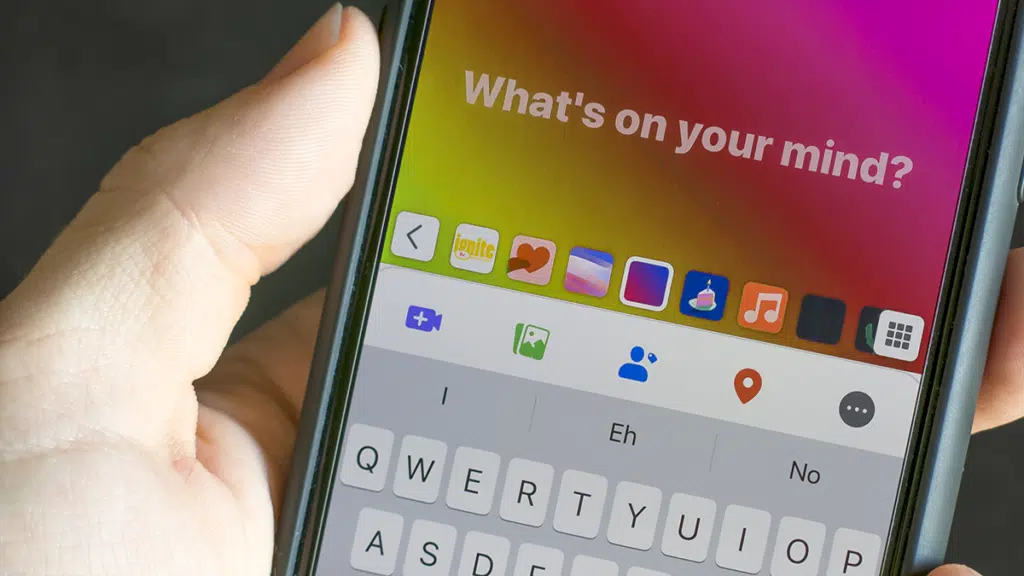 What's on your mind?
ignite
I
Eh
No
Q W E R T Y U I O P
A S D